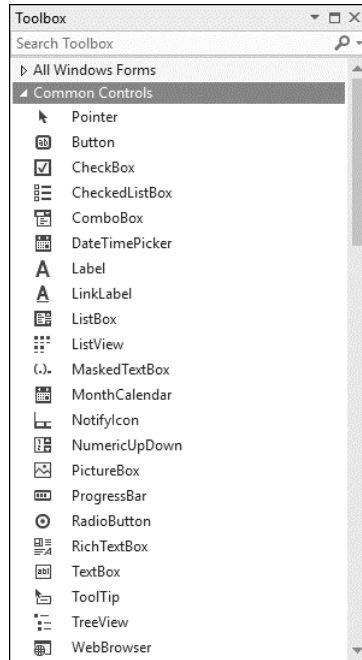 Toolbox
Search Toolbox
All Windows Forms
Common Controls
Pointer
Button
CheckBox
CheckedListBox
ComboBox
DateTimePicker
Label
LinkLabel
ListBox
ListView
MaskedTextBox
MonthCalendar
NotifyIcon
NumericUpDown
PictureBox
ProgressBar
RadioButton
RichTextBox
TextBox
ToolTip
TreeView
WebBrowser